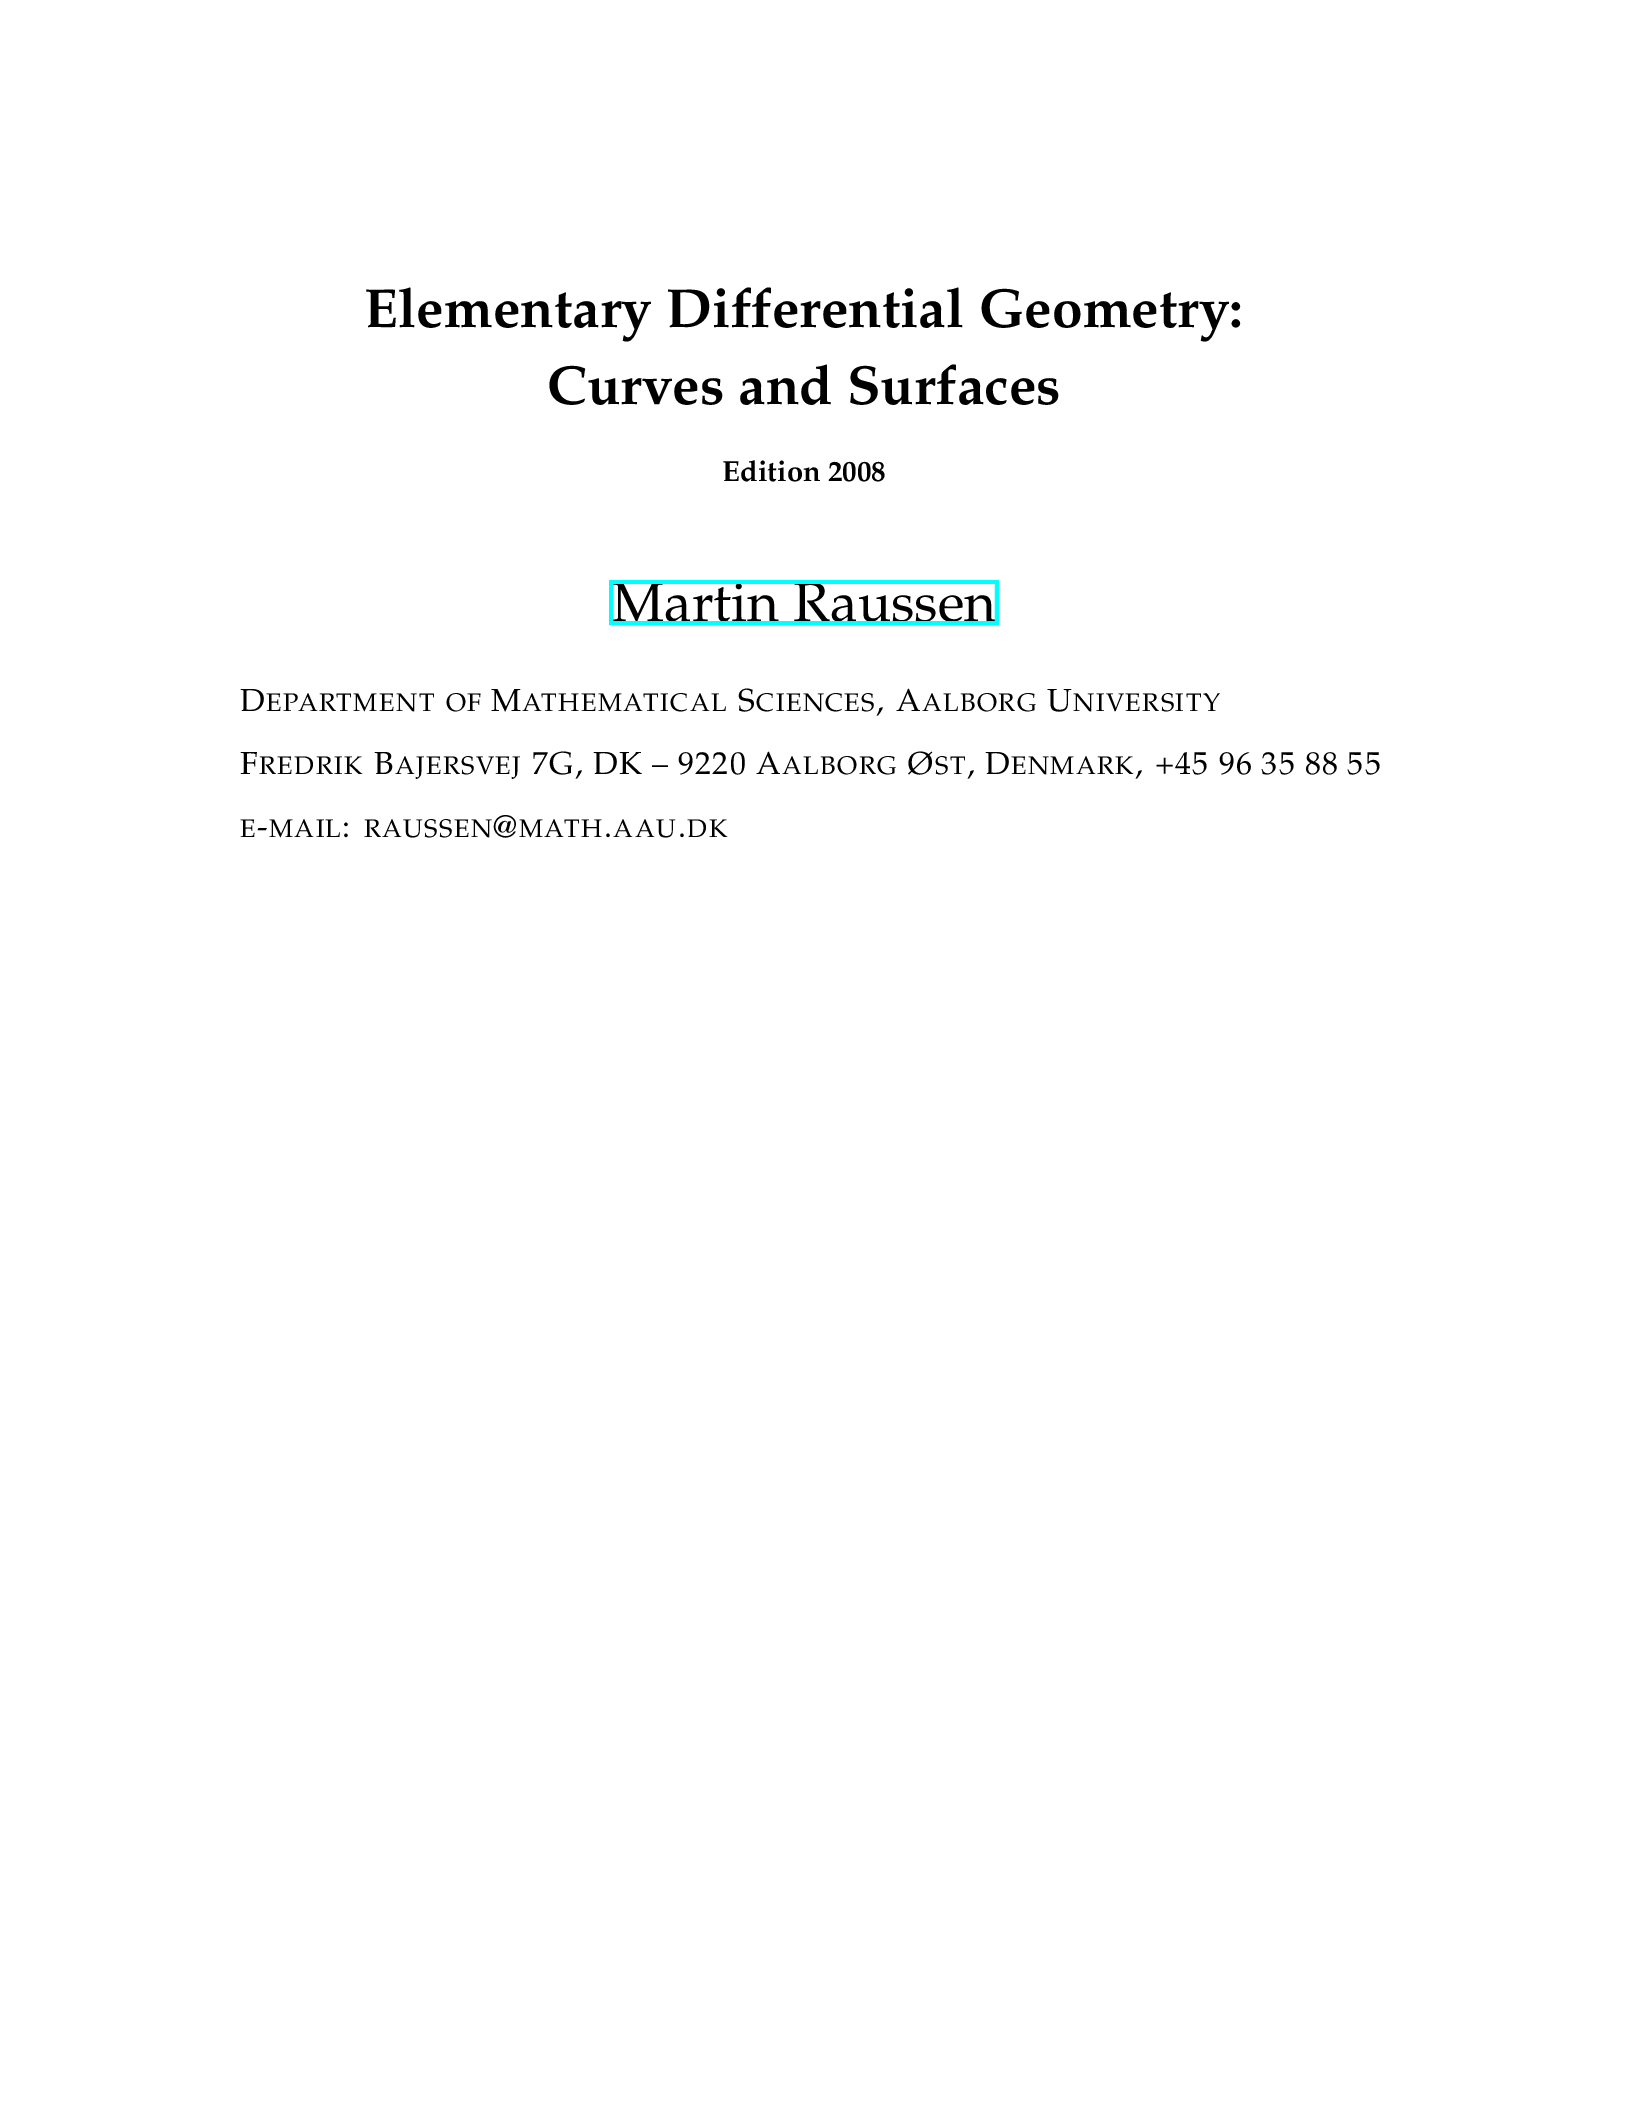 Elementary Differential Geometry:
Curves and Surfaces
Edition 2008
Martin Raussen
DEPARTMENT OF MATHEMATICAL SCIENCES, AALBORG UNIVERSITY
FREDRIK BAJERSVEJ 7G, DK – 9220 AALBORG ØST, DENMARK, +45 96 35 88 55
E-MAIL: RAUSSEN@MATH.AAU.DK